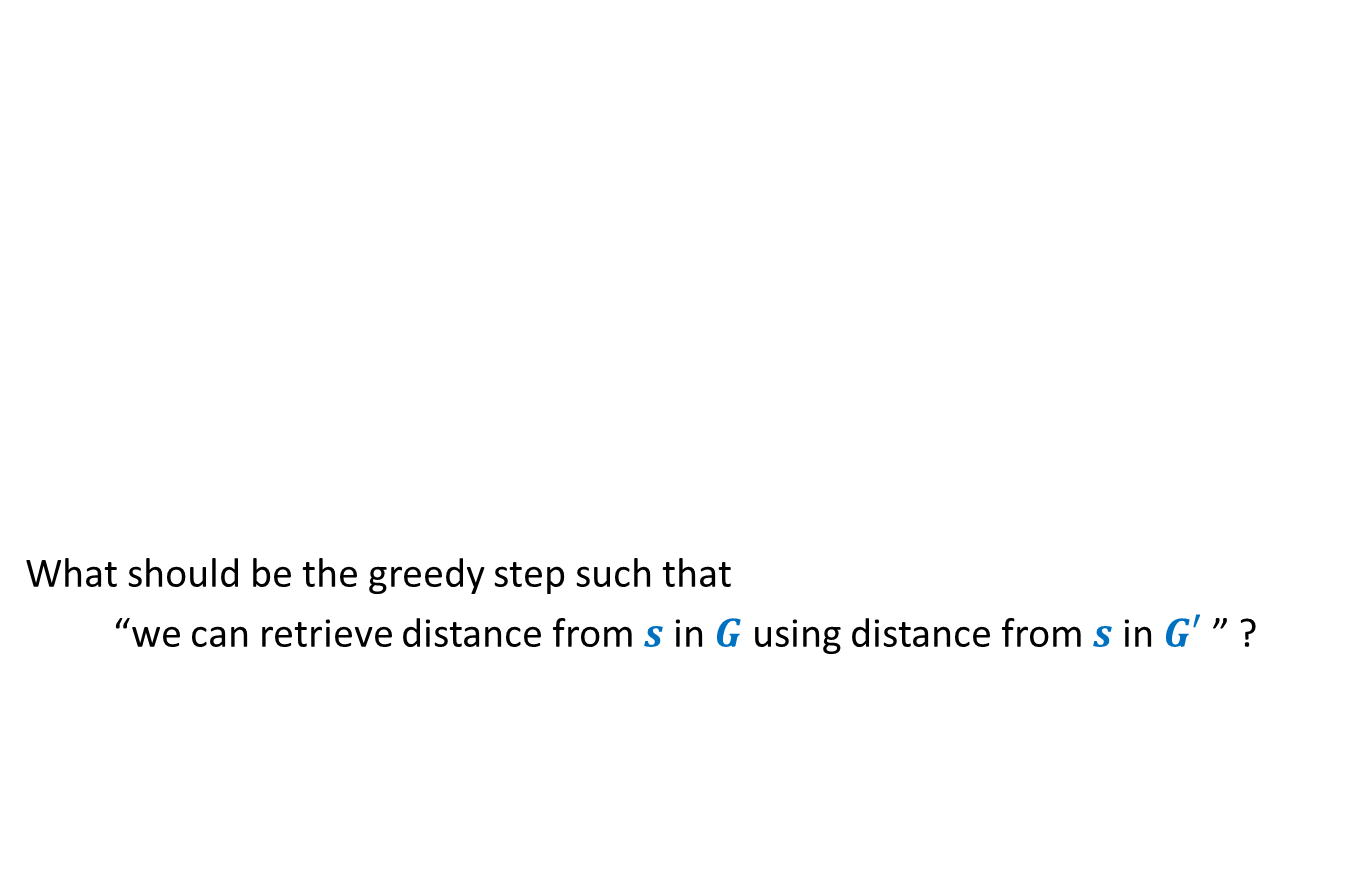 What should be the greedy step such that
“we can retrieve distance from s in G using distance from s in G′ ” ?